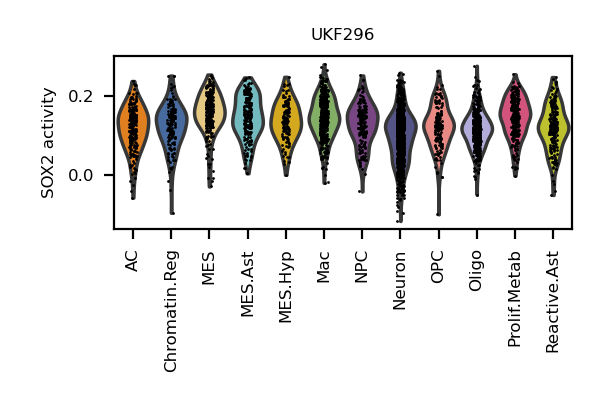 UKF296
SOX2 activity
0.2
0.0
AC
Chromatin.Reg
MES
MES.Ast
MES.Hyp
Mac
NPC
Neuron
OPC
Oligo
Prolif.Metab
Reactive.Ast